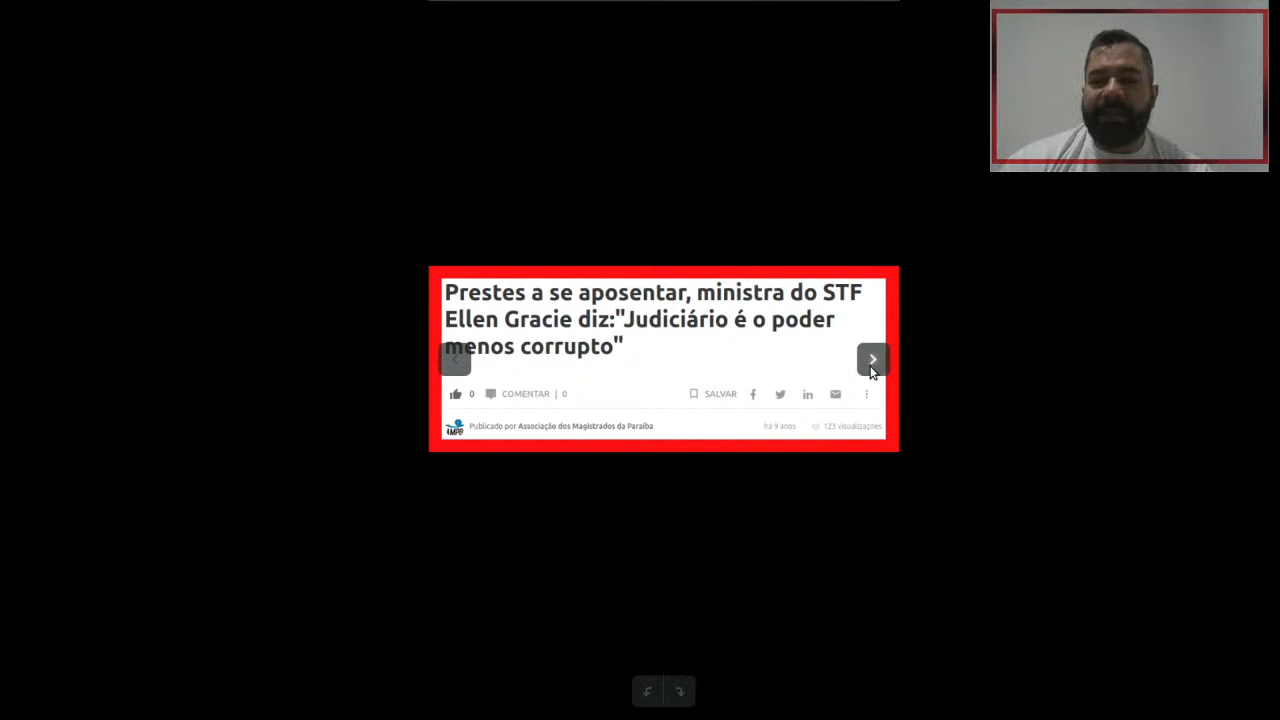 Prestes a se aposentar, ministra do STF
Ellen Gracie diz:"Judiciário é o poder
menos corrupto"
0 COMENTAR | 0 SALVAR
AMPB Publicado por Associação dos Magistrados da Paraíba há 9 anos 123 visualizações